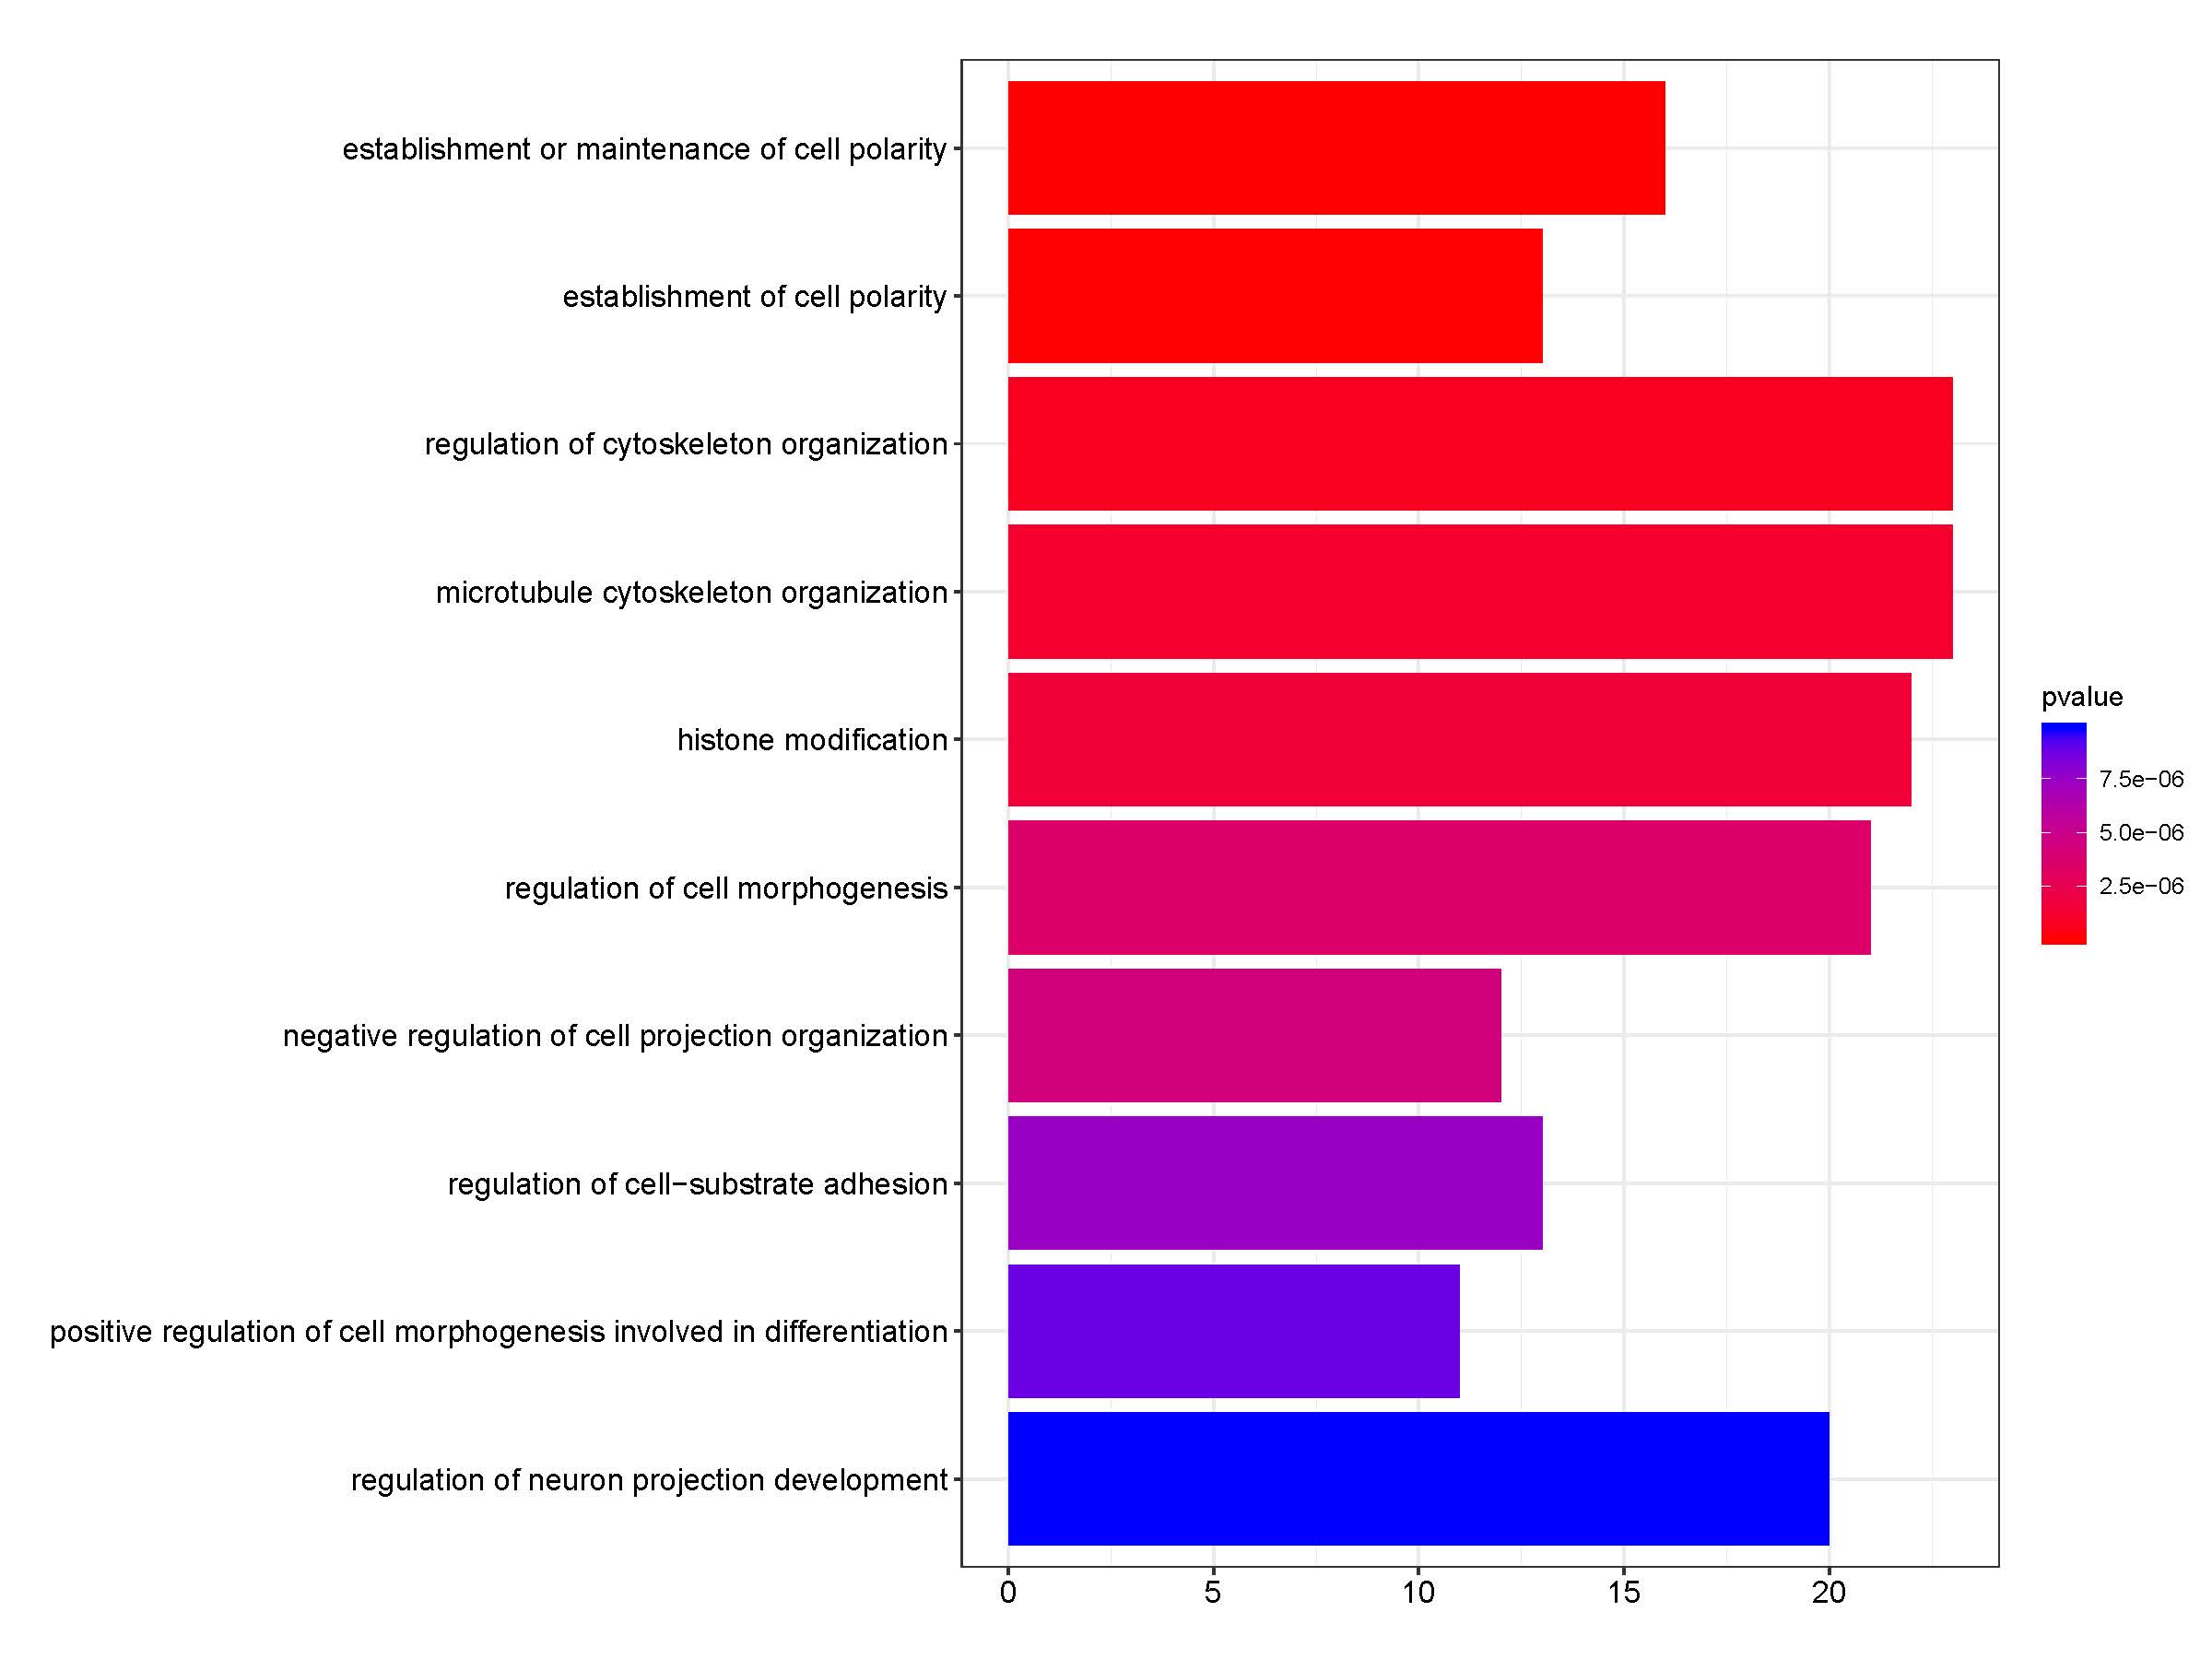 establishment or maintenance of cell polarity
establishment of cell polarity
regulation of cytoskeleton organization
microtubule cytoskeleton organization
histone modification
regulation of cell morphogenesis
negative regulation of cell projection organization
regulation of cell−substrate adhesion
positive regulation of cell morphogenesis involved in differentiation
regulation of neuron projection development
0 5 10 15 20
pvalue
7.5e−06
5.0e−06
2.5e−06